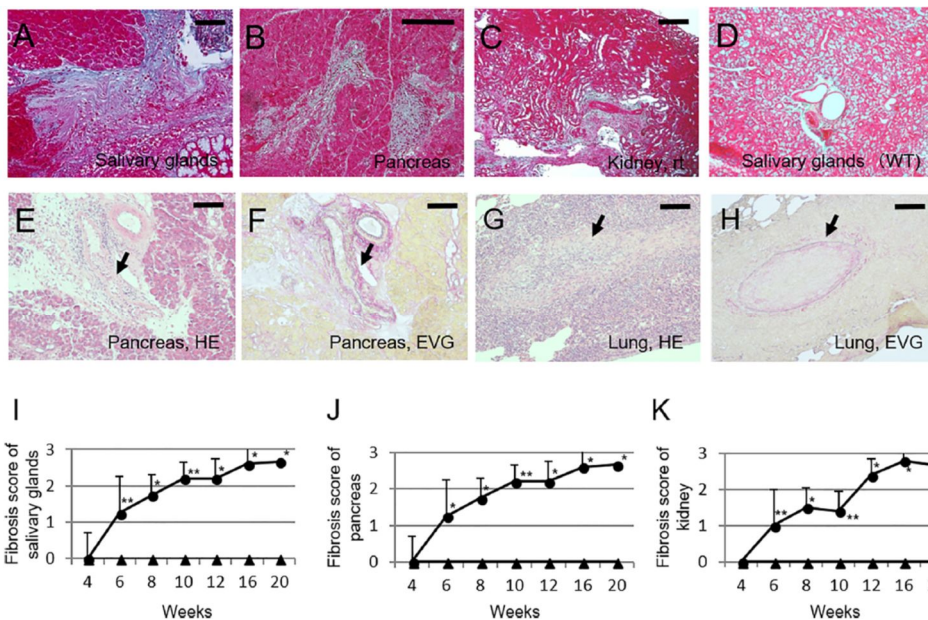 A
B
C
D
Salivary glands
Pancreas
Kidney, rt
Salivary glands (WT)
E
F
G
H
Pancreas, HE
Pancreas, EVG
Lung, HE
Lung, EVG
I
J
K
Fibrosis score of
salivary glands
3
2
1
0
** * ** * * *
4 6 8 10 12 16 20
Weeks
Fibrosis score of
pancreas
3
2
1
0
* * ** * * *
4 6 8 10 12 16 20
Weeks
Fibrosis score of
kidney
3
2
1
0
** * ** * *
4 6 8 10 12 16
Weeks